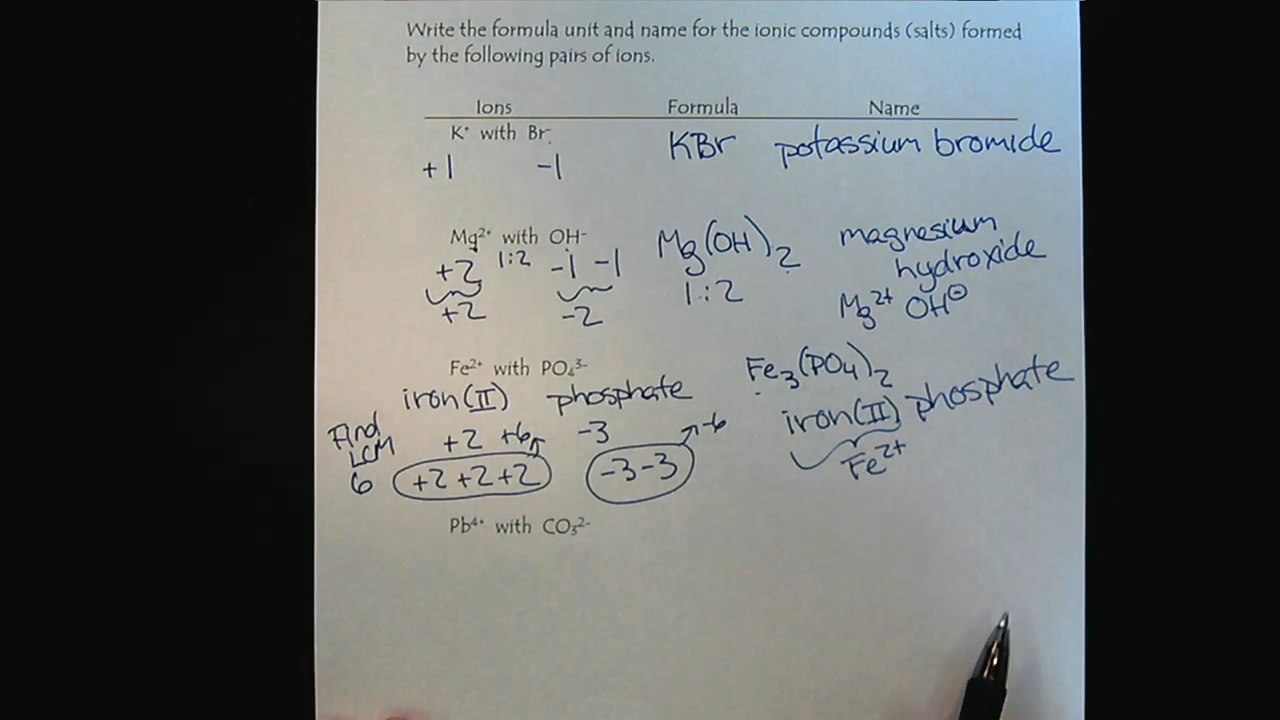 Write the formula unit and name for the ionic compounds (salts) formed
by the following pairs of ions.
Ions Formula Name
K⁺ with Br⁻ KBr potassium bromide
+1 -1
Mg²⁺ with OH⁻ Mg(OH)₂ magnesium
+2 1:2 -1 -1 1:2 hydroxide
+2 -2 Mg²⁺ OH⊖
Fe²⁺ with PO₄³⁻ Fe₃(PO₄)₂
iron(II) phosphate iron(II) phosphate
Find +2 +6 -3 -6
LCM +2 +2 +2 -3 -3 Fe²⁺
6
Pb⁴⁺ with CO₃²⁻